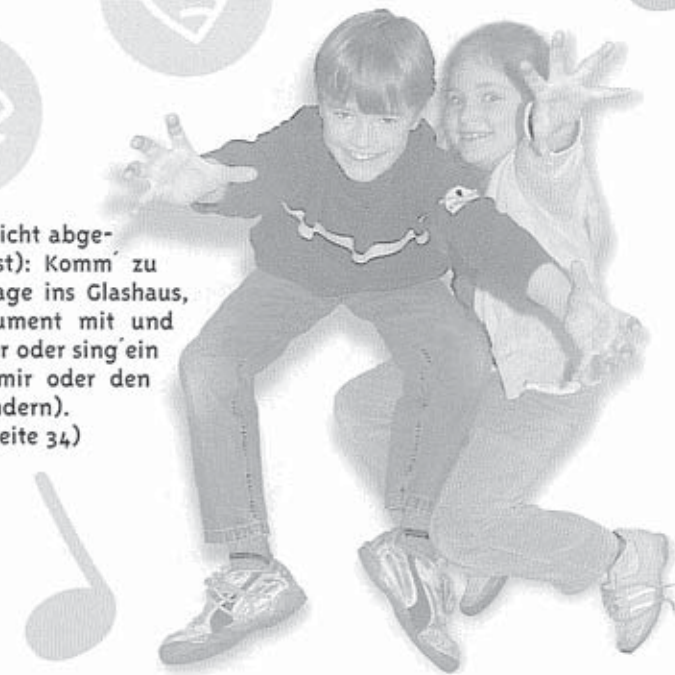 icht abge-
st): Komm´ zu
age ins Glashaus,
ument mit und
r oder sing´ein
mir oder den
dern).
eite 34)